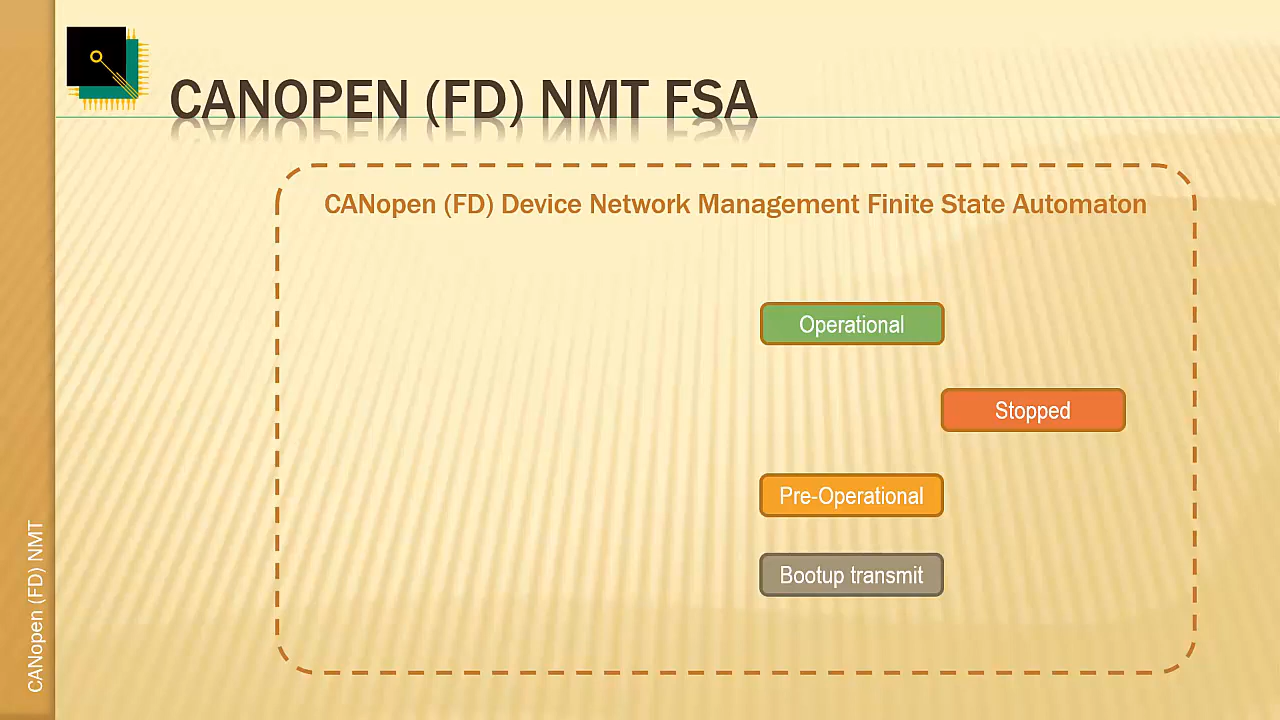 CANOPEN (FD) NMT FSA
CANopen (FD) Device Network Management Finite State Automaton
Operational
Stopped
Pre-Operational
Bootup transmit
CANopen (FD) NMT